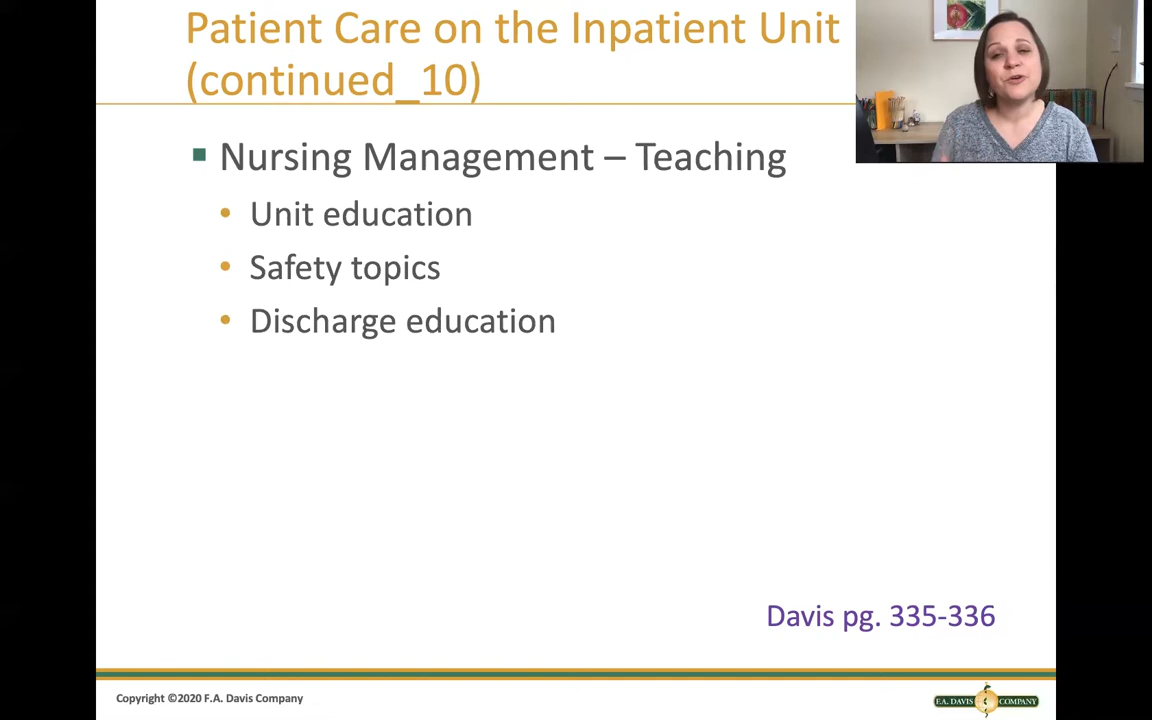 Patient Care on the Inpatient Unit
(continued_10)
Nursing Management – Teaching
Unit education
Safety topics
Discharge education
Davis pg. 335-336
Copyright ©2020 F.A. Davis Company
F.A. DAVIS COMPANY